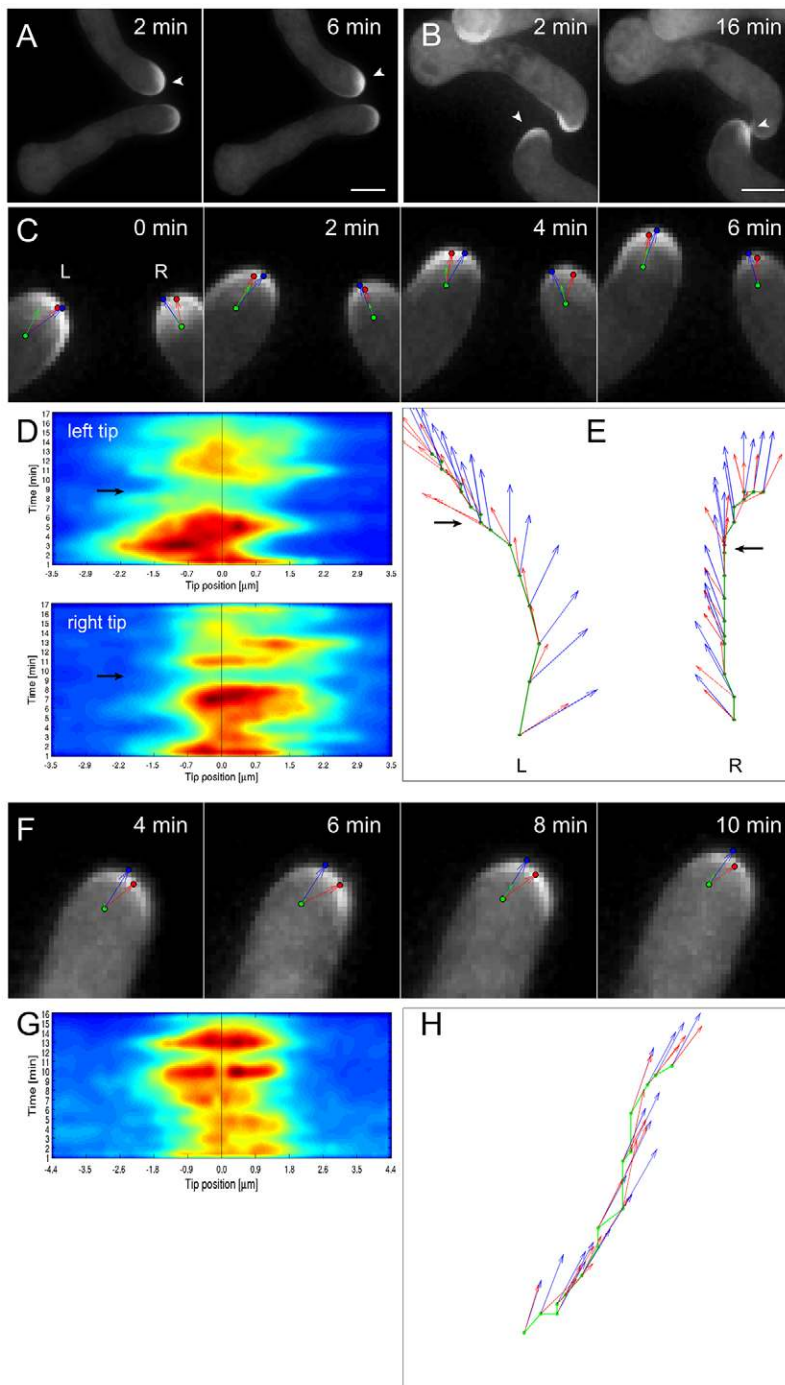 A
2 min
6 min
B
2 min
16 min
C
0 min
2 min
4 min
6 min
L
R
D
left tip
Time [min]
17
16
15
14
13
12
11
10
9
8
7
6
5
4
3
2
1
-3.5 -2.8 -2.1 -1.5 -0.7 0.0 0.7 1.5 2.1 2.8 3.5
Tip position [μm]
right tip
Time [min]
17
16
15
14
13
12
11
10
9
8
7
6
5
4
3
2
1
-3.5 -2.9 -2.1 -1.5 -0.7 0.0 0.7 1.5 2.1 2.9 3.5
Tip position [μm]
E
L
R
F
4 min
6 min
8 min
10 min
G
Time [min]
16
15
14
13
12
11
10
9
8
7
6
5
4
3
2
1
-4.4 -3.5 -2.6 -1.8 -0.9 0.0 0.9 1.8 2.6 3.5 4.4
Tip position [μm]
H